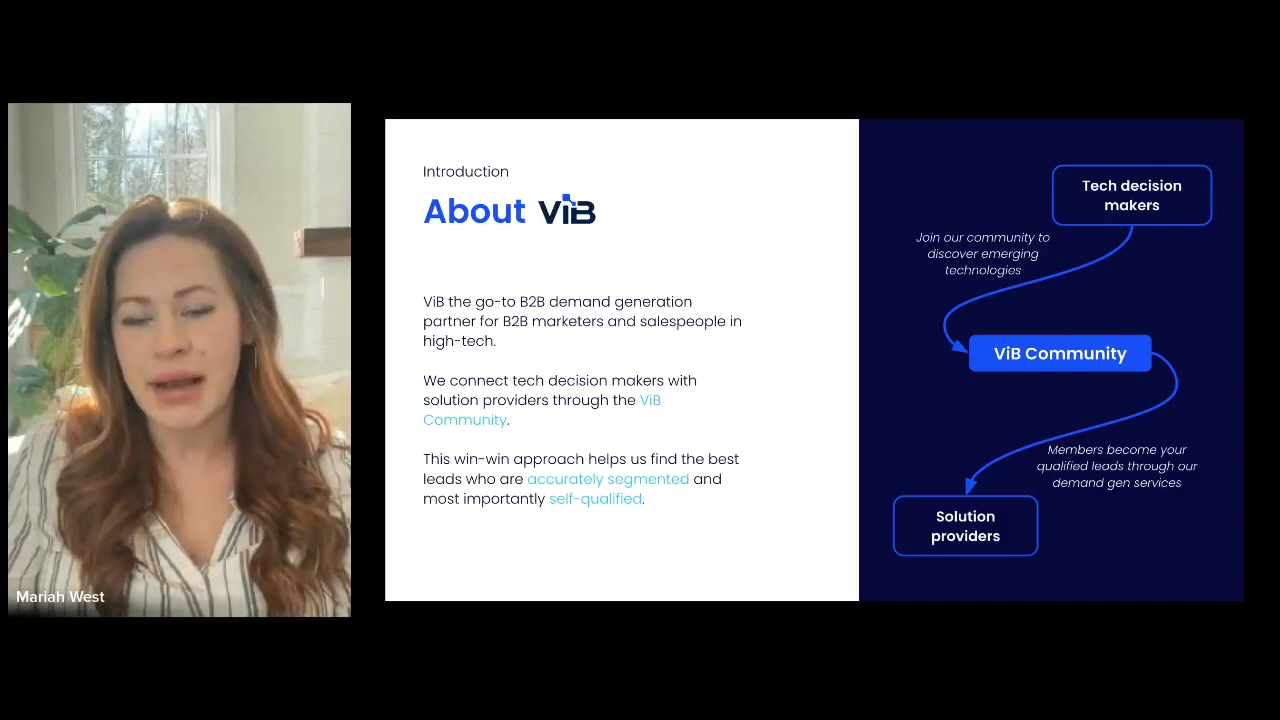 Mariah West
Introduction
About ViB
ViB the go-to B2B demand generation
partner for B2B marketers and salespeople in
high-tech.
We connect tech decision makers with
solution providers through the ViB
Community.
This win-win approach helps us find the best
leads who are accurately segmented and
most importantly self-qualified.
Tech decision
makers
Join our community to
discover emerging
technologies
ViB Community
Members become your
qualified leads through our
demand gen services
Solution
providers